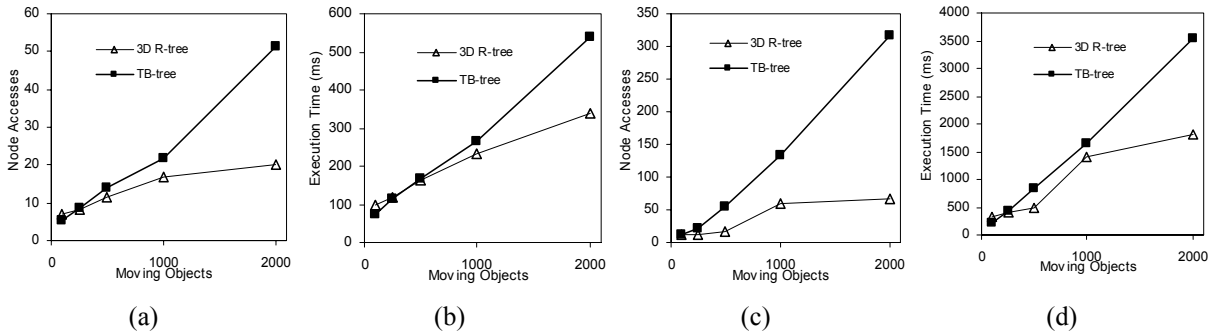 60
50
40
30
20
10
0
Node Accesses
3D R-tree
TB-tree
0 1000 2000
Moving Objects
(a)
600
500
400
300
200
100
0
Execution Time (ms)
3D R-tree
TB-tree
0 1000 2000
Moving Objects
(b)
350
300
250
200
150
100
50
0
Node Accesses
3D R-tree
TB-tree
0 1000 2000
Moving Objects
(c)
4000
3500
3000
2500
2000
1500
1000
500
0
Execution Time (ms)
3D R-tree
TB-tree
0 1000 2000
Moving Objects
(d)